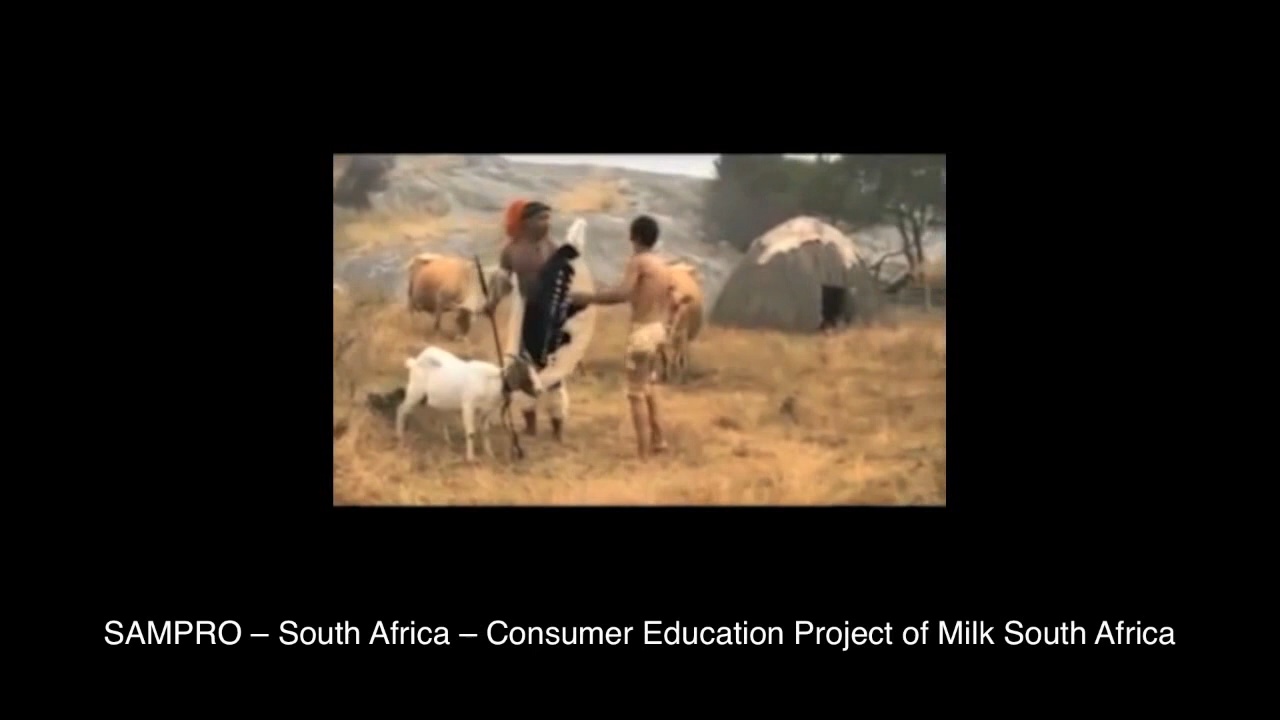 SAMPRO – South Africa – Consumer Education Project of Milk South Africa